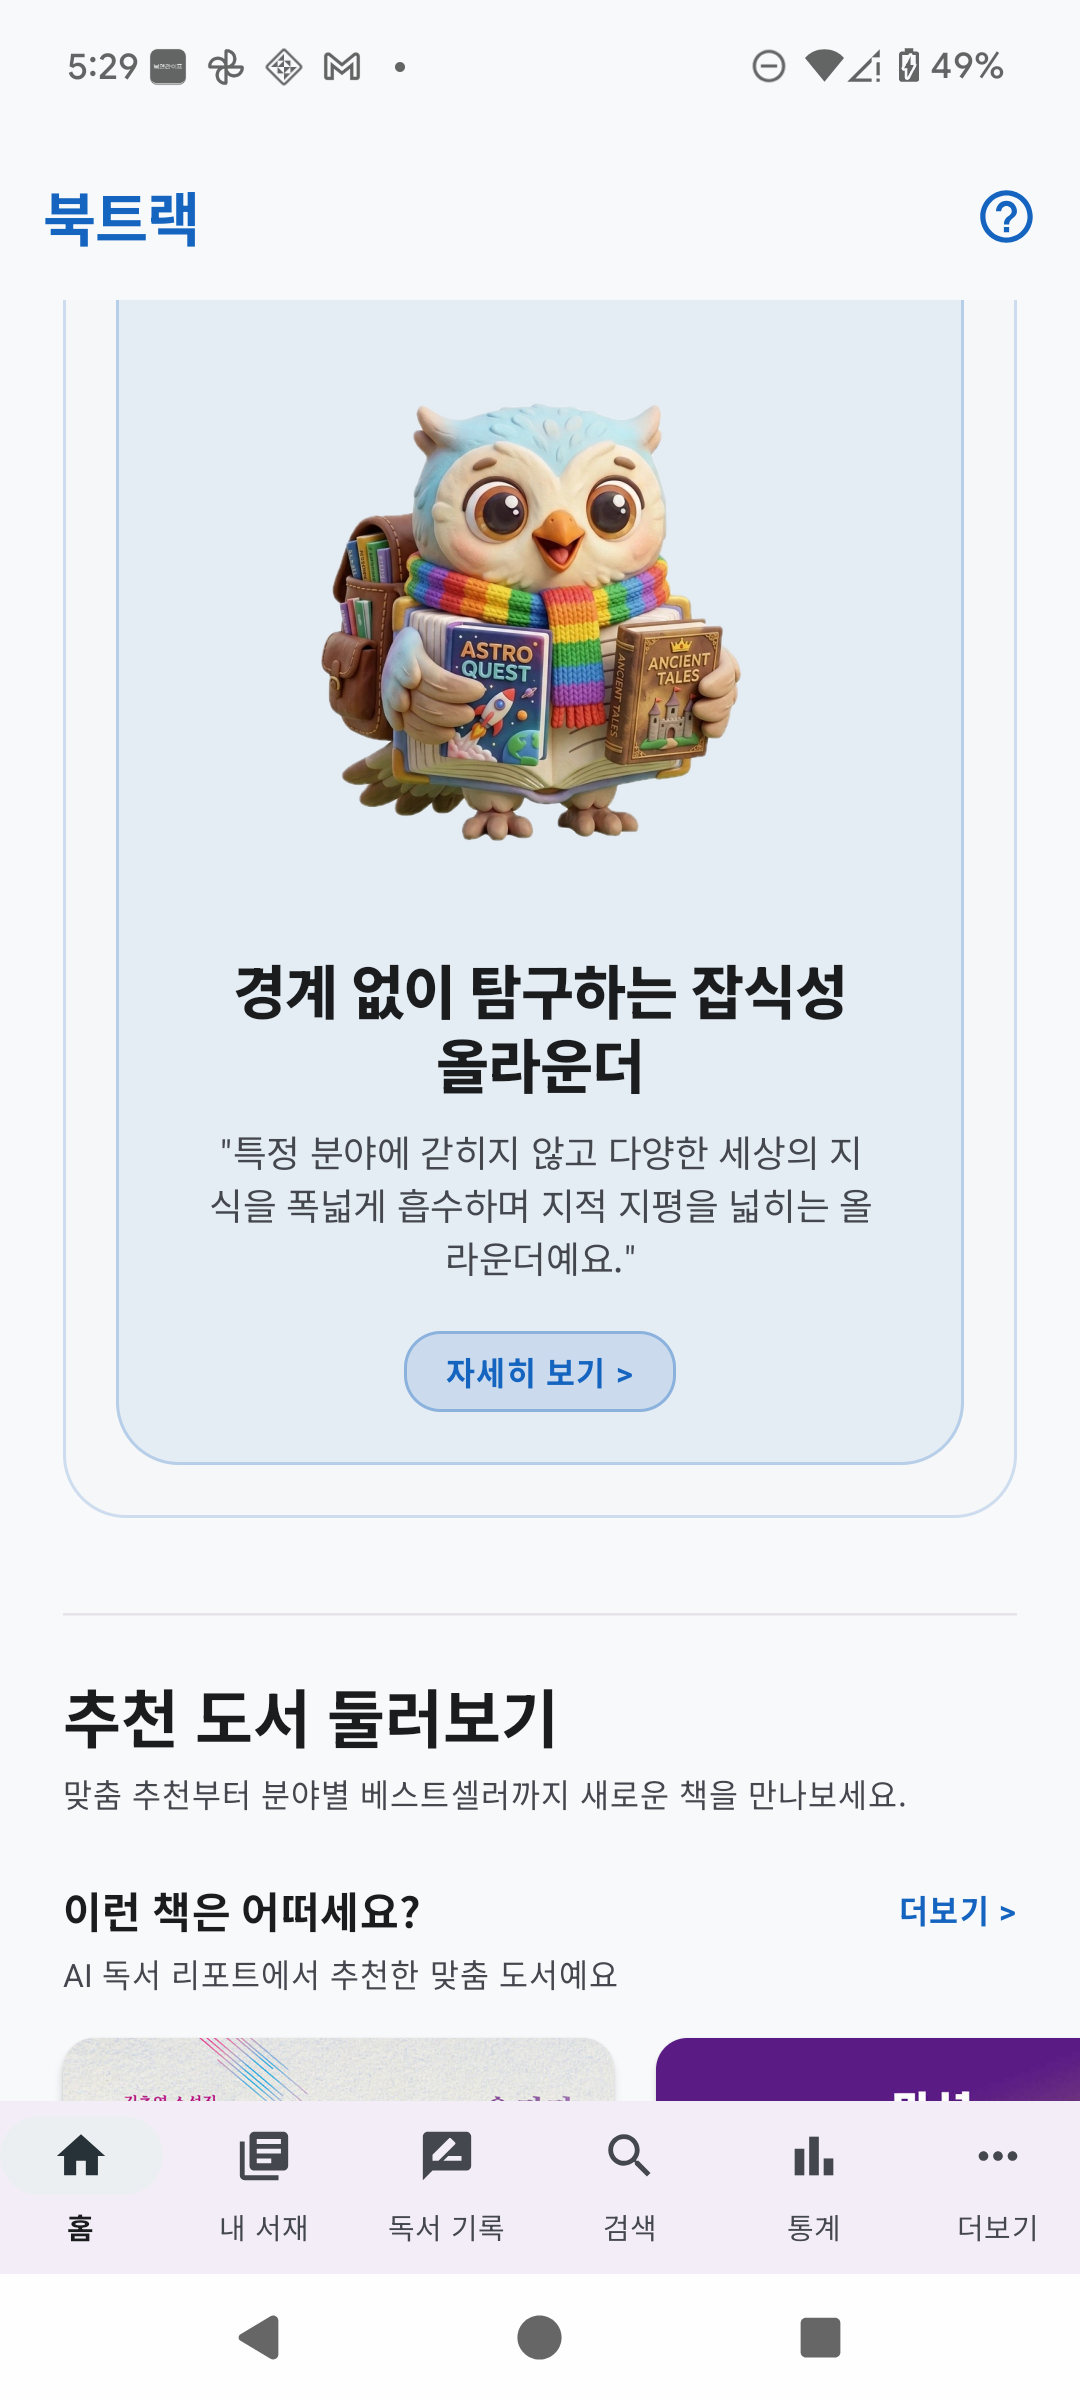 5:29
49%
북트랙
ASTRO
QUEST
ANCIENT
TALES
ANCIENT TALES
경계 없이 탐구하는 잡식성
올라운더
"특정 분야에 갇히지 않고 다양한 세상의 지
식을 폭넓게 흡수하며 지적 지평을 넓히는 올
라운더예요."
자세히 보기 >
추천 도서 둘러보기
맞춤 추천부터 분야별 베스트셀러까지 새로운 책을 만나보세요.
이런 책은 어떠세요?
더보기 >
AI 독서 리포트에서 추천한 맞춤 도서예요
홈
내 서재
독서 기록
검색
통계
더보기